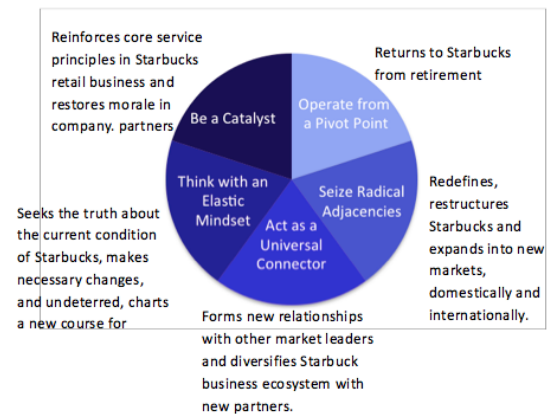 Reinforces core service
principles in Starbucks
retail business and
restores morale in
company. partners
Returns to Starbucks
from retirement
Be a Catalyst
Operate from
a Pivot Point
Think with an
Elastic
Mindset
Seize Radical
Adjacencies
Act as a
Universal
Connector
Redefines,
restructures
Starbucks and
expands into new
markets,
domestically and
internationally.
Seeks the truth about
the current condition
of Starbucks, makes
necessary changes,
and undeterred, charts
a new course for
Forms new relationships
with other market leaders
and diversifies Starbuck
business ecosystem with
new partners.